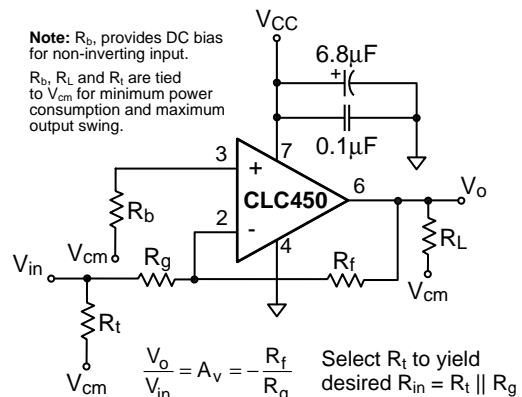 Note: Rb, provides DC bias
for non-inverting input.
Rb, RL and Rt are tied
to Vcm for minimum power
consumption and maximum
output swing.
VCC
6.8µF
+
0.1µF
3
7
+
Rb
CLC450
6
Vo
2
-
4
RL
Vcm
Vin
Rg
Rf
Vcm
Rt
Vcm
Vo/Vin = Av = -Rf/Rg
Select Rt to yield
desired Rin = Rt || Rg